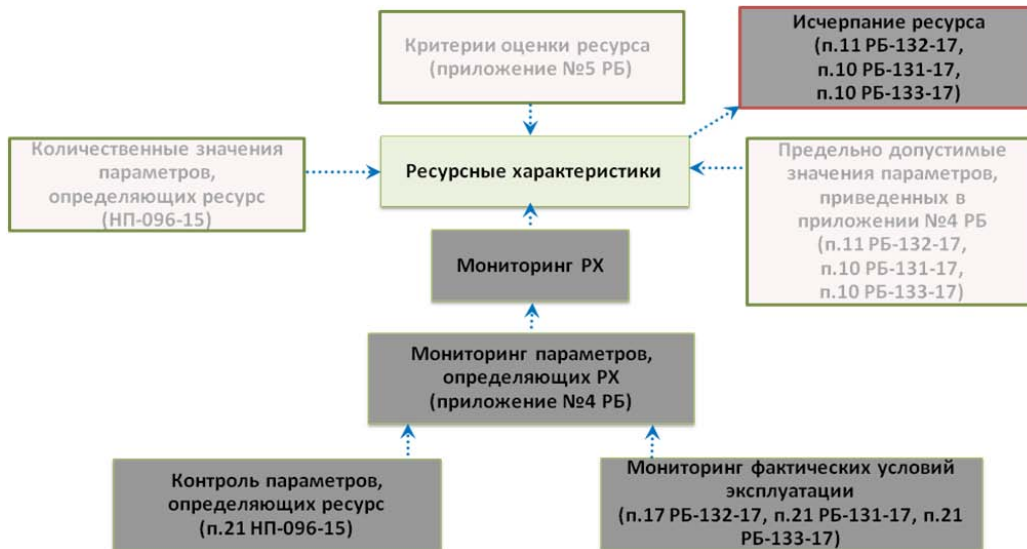 Критерии оценки ресурса
(приложение №5 РБ)
Исчерпание ресурса
(п.11 РБ-132-17,
п.10 РБ-131-17,
п.10 РБ-133-17)
Количественные значения
параметров,
определяющих ресурс
(НП-096-15)
Ресурсные характеристики
Предельно допустимые
значения параметров,
приведенных в
приложении №4 РБ
(п.11 РБ-132-17,
п.10 РБ-131-17,
п.10 РБ-133-17)
Мониторинг РХ
Мониторинг параметров,
определяющих РХ
(приложение №4 РБ)
Контроль параметров,
определяющих ресурс
(п.21 НП-096-15)
Мониторинг фактических условий
эксплуатации
(п.17 РБ-132-17, п.21 РБ-131-17, п.21
РБ-133-17)